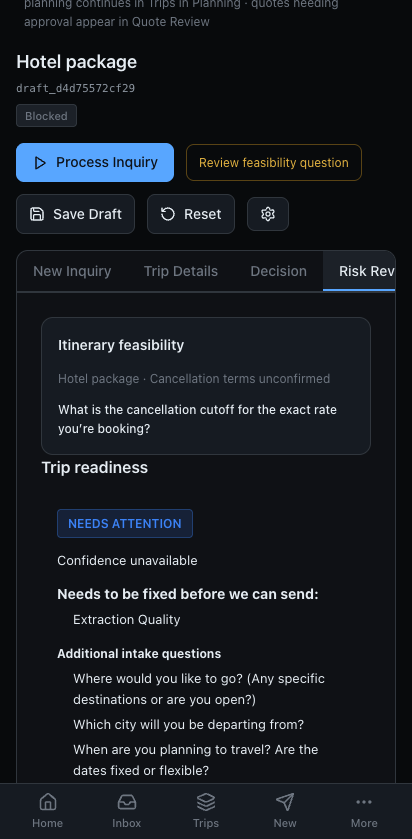 planning continues in Trips in Planning · quotes needing
approval appear in Quote Review
Hotel package
draft_d4d75572cf29
Blocked
Process Inquiry
Review feasibility question
Save Draft
Reset
New Inquiry
Trip Details
Decision
Risk Rev
Itinerary feasibility
Hotel package · Cancellation terms unconfirmed
What is the cancellation cutoff for the exact rate
you’re booking?
Trip readiness
NEEDS ATTENTION
Confidence unavailable
Needs to be fixed before we can send:
Extraction Quality
Additional intake questions
Where would you like to go? (Any specific
destinations or are you open?)
Which city will you be departing from?
When are you planning to travel? Are the
dates fixed or flexible?
Home
Inbox
Trips
New
More